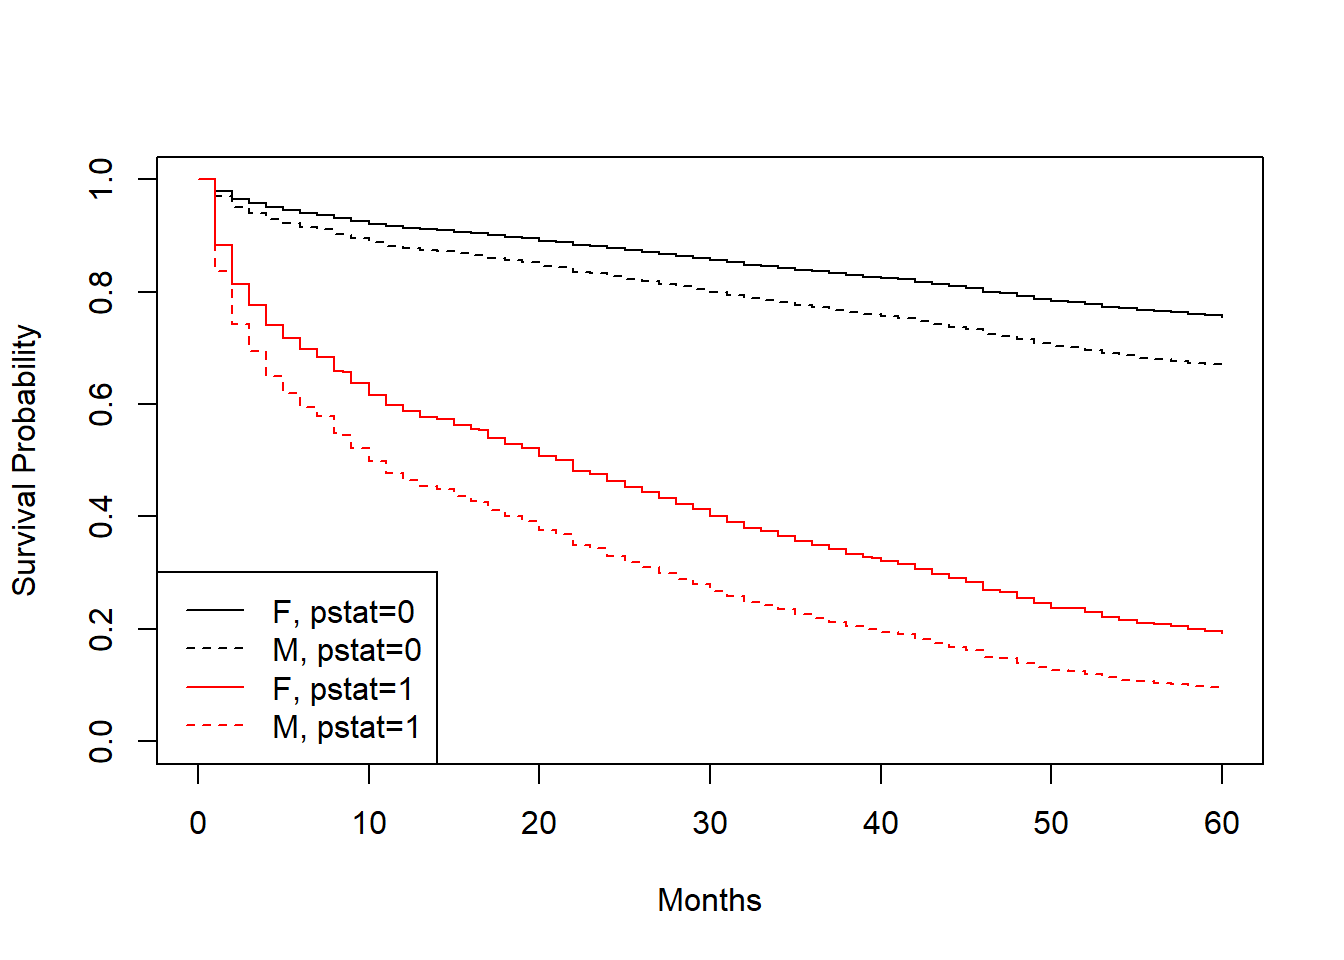 1.0
0.8
0.6
0.4
0.2
0.0
Survival Probability
F, pstat=0
M, pstat=0
F, pstat=1
M, pstat=1
0 10 20 30 40 50 60
Months